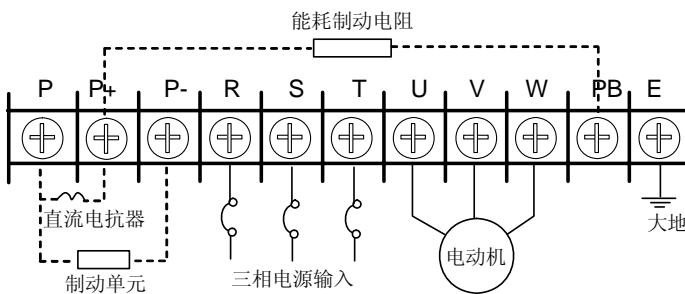 能耗制动电阻
P P+ P- R S T U V W PB E
直流电抗器
大地
电动机
制动单元
三相电源输入